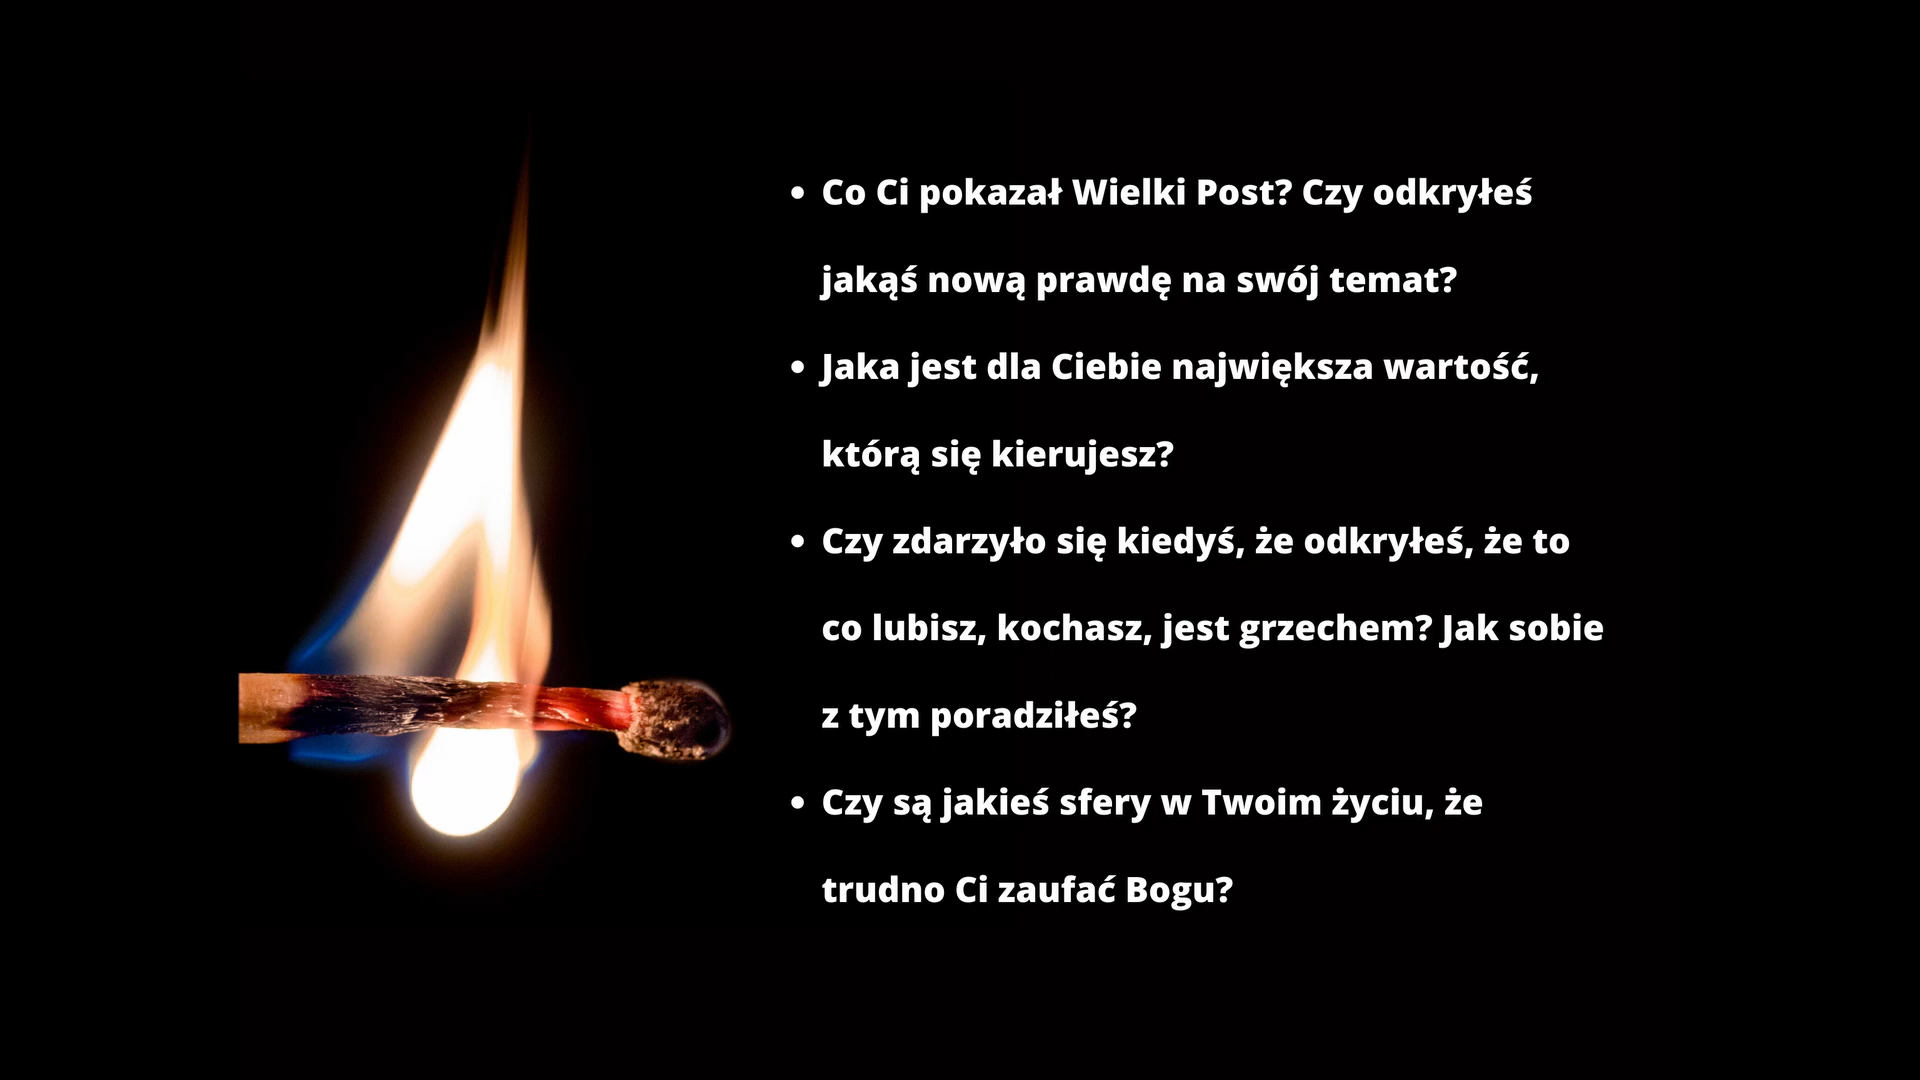 • Co Ci pokazał Wielki Post? Czy odkryłeś
jakąś nową prawdę na swój temat?
• Jaka jest dla Ciebie największa wartość,
którą się kierujesz?
• Czy zdarzyło się kiedyś, że odkryłeś, że to
co lubisz, kochasz, jest grzechem? Jak sobie
z tym poradziłeś?
• Czy są jakieś sfery w Twoim życiu, że
trudno Ci zaufać Bogu?